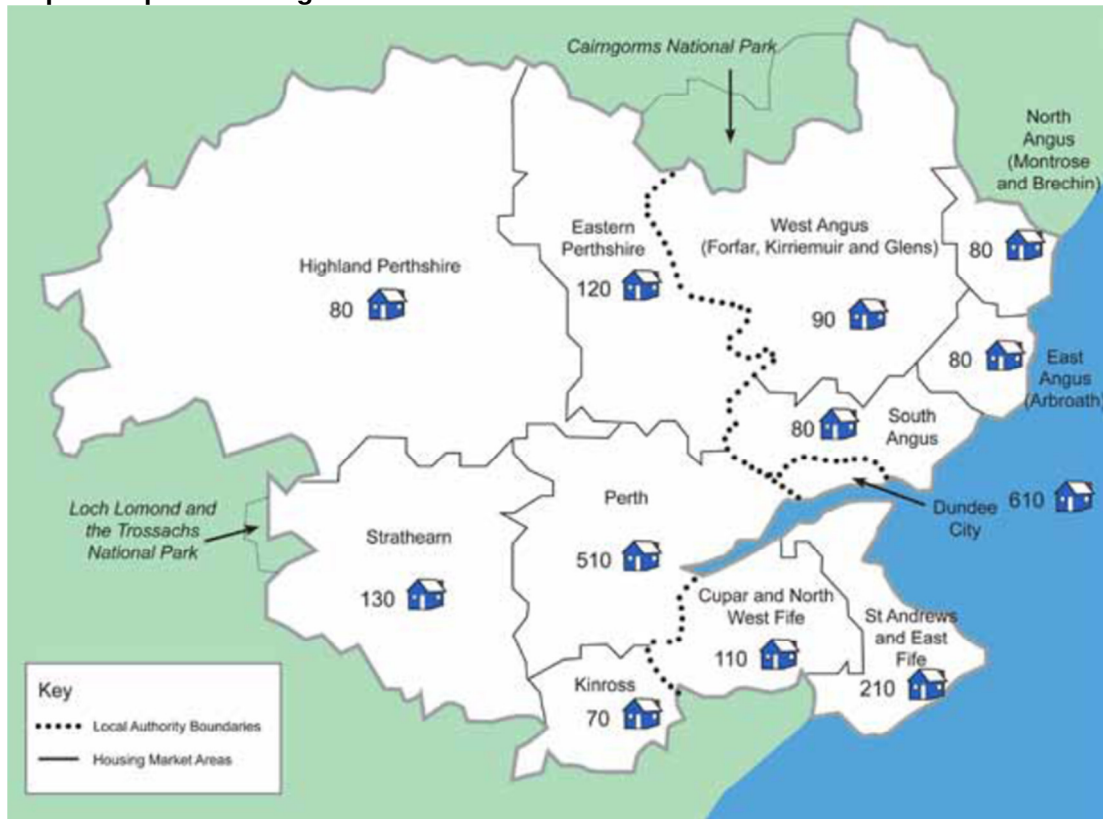 Cairngorms National Park
North
Angus
(Montrose
and Brechin)
80
West Angus
(Forfar, Kirriemuir and Glens)
90
Eastern
Perthshire
120
Highland Perthshire
80
80
East
Angus
(Arbroath)
80
South
Angus
Dundee
City
610
Loch Lomond and
the Trossachs
National Park
Strathearn
130
Perth
510
Cupar and North
West Fife
110
St Andrews
and East
Fife
210
Kinross
70
Key
Local Authority Boundaries
Housing Market Areas